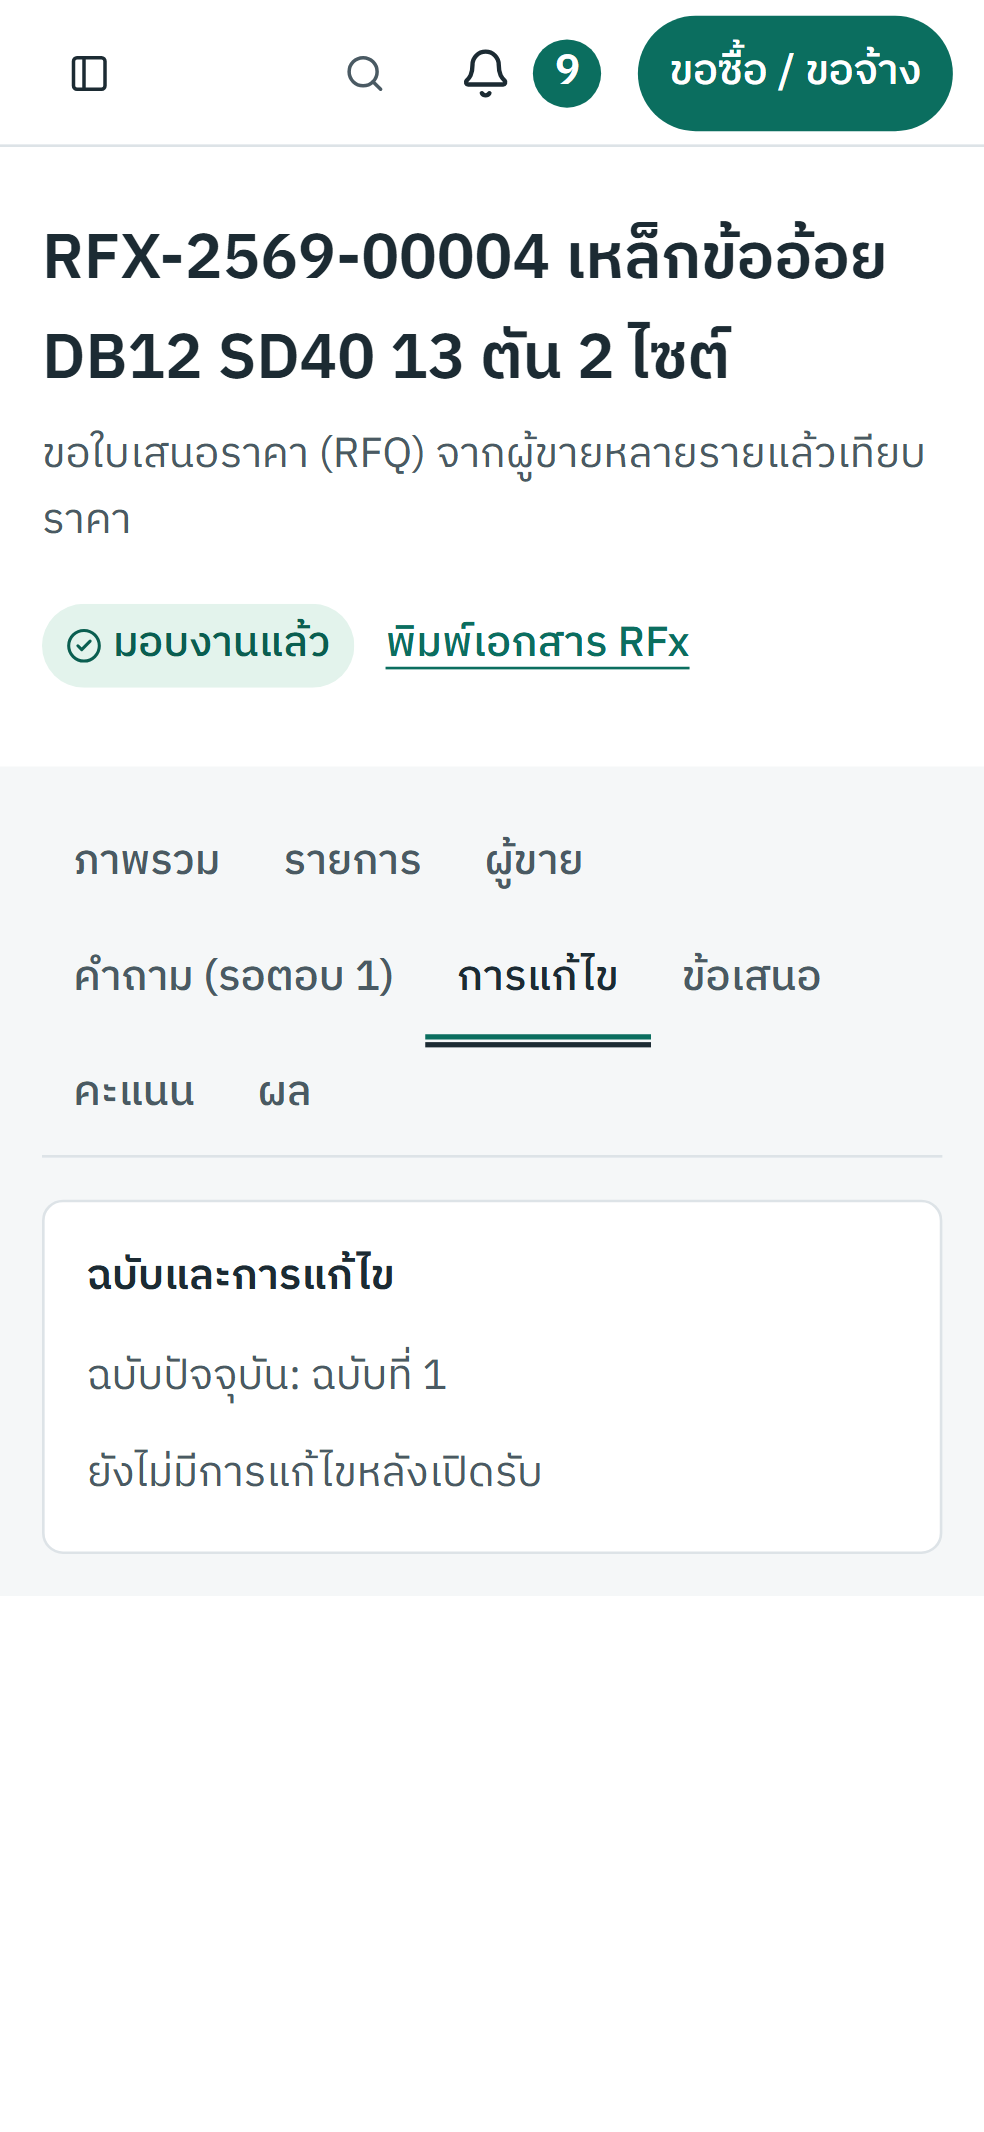 9
ขอซื้อ / ขอจ้าง
RFX-2569-00004 เหล็กข้ออ้อย
DB12 SD40 13 ตัน 2 ไซต์
ขอใบเสนอราคา (RFQ) จากผู้ขายหลายรายแล้วเทียบ
ราคา
มอบงานแล้ว พิมพ์เอกสาร RFx
ภาพรวม รายการ ผู้ขาย
คำถาม (รอตอบ 1) การแก้ไข ข้อเสนอ
คะแนน ผล
ฉบับและการแก้ไข
ฉบับปัจจุบัน: ฉบับที่ 1
ยังไม่มีการแก้ไขหลังเปิดรับ